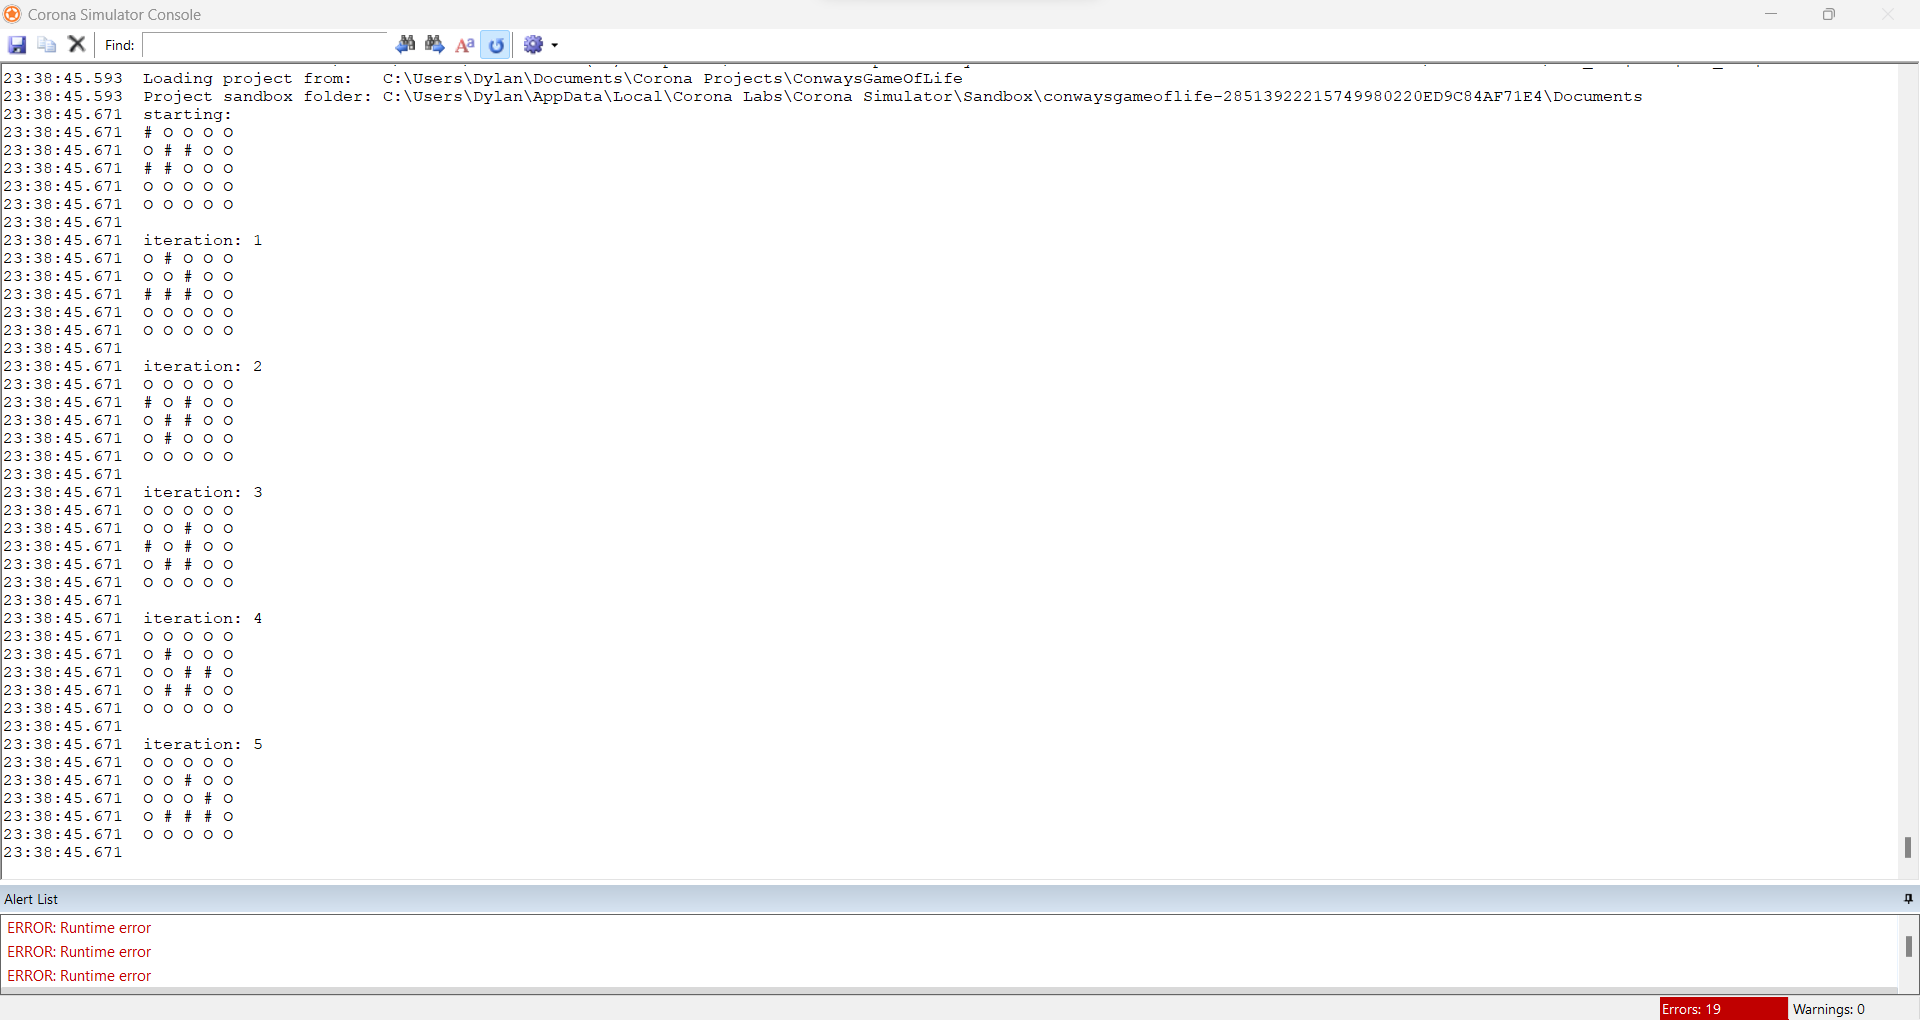 Corona Simulator Console
Find:
23:38:45.593  Loading project from:   C:\Users\Dylan\Documents\Corona Projects\ConwaysGameOfLife
23:38:45.593  Project sandbox folder: C:\Users\Dylan\AppData\Local\Corona Labs\Corona Simulator\Sandbox\conwaysgameoflife-28513922215749980220ED9C84AF71E4\Documents
23:38:45.671  starting:
23:38:45.671  # o o o o
23:38:45.671  o # # o o
23:38:45.671  # # o o o
23:38:45.671  o o o o o
23:38:45.671  o o o o o
23:38:45.671
23:38:45.671  iteration: 1
23:38:45.671  o # o o o
23:38:45.671  o o # o o
23:38:45.671  # # # o o
23:38:45.671  o o o o o
23:38:45.671  o o o o o
23:38:45.671
23:38:45.671  iteration: 2
23:38:45.671  o o o o o
23:38:45.671  # o # o o
23:38:45.671  o # # o o
23:38:45.671  o # o o o
23:38:45.671  o o o o o
23:38:45.671
23:38:45.671  iteration: 3
23:38:45.671  o o o o o
23:38:45.671  o o # o o
23:38:45.671  # o # o o
23:38:45.671  o # # o o
23:38:45.671  o o o o o
23:38:45.671
23:38:45.671  iteration: 4
23:38:45.671  o o o o o
23:38:45.671  o # o o o
23:38:45.671  o o # # o
23:38:45.671  o # # o o
23:38:45.671  o o o o o
23:38:45.671
23:38:45.671  iteration: 5
23:38:45.671  o o o o o
23:38:45.671  o o # o o
23:38:45.671  o o o # o
23:38:45.671  o # # # o
23:38:45.671  o o o o o
23:38:45.671
Alert List
ERROR: Runtime error
ERROR: Runtime error
ERROR: Runtime error
Errors: 19
Warnings: 0